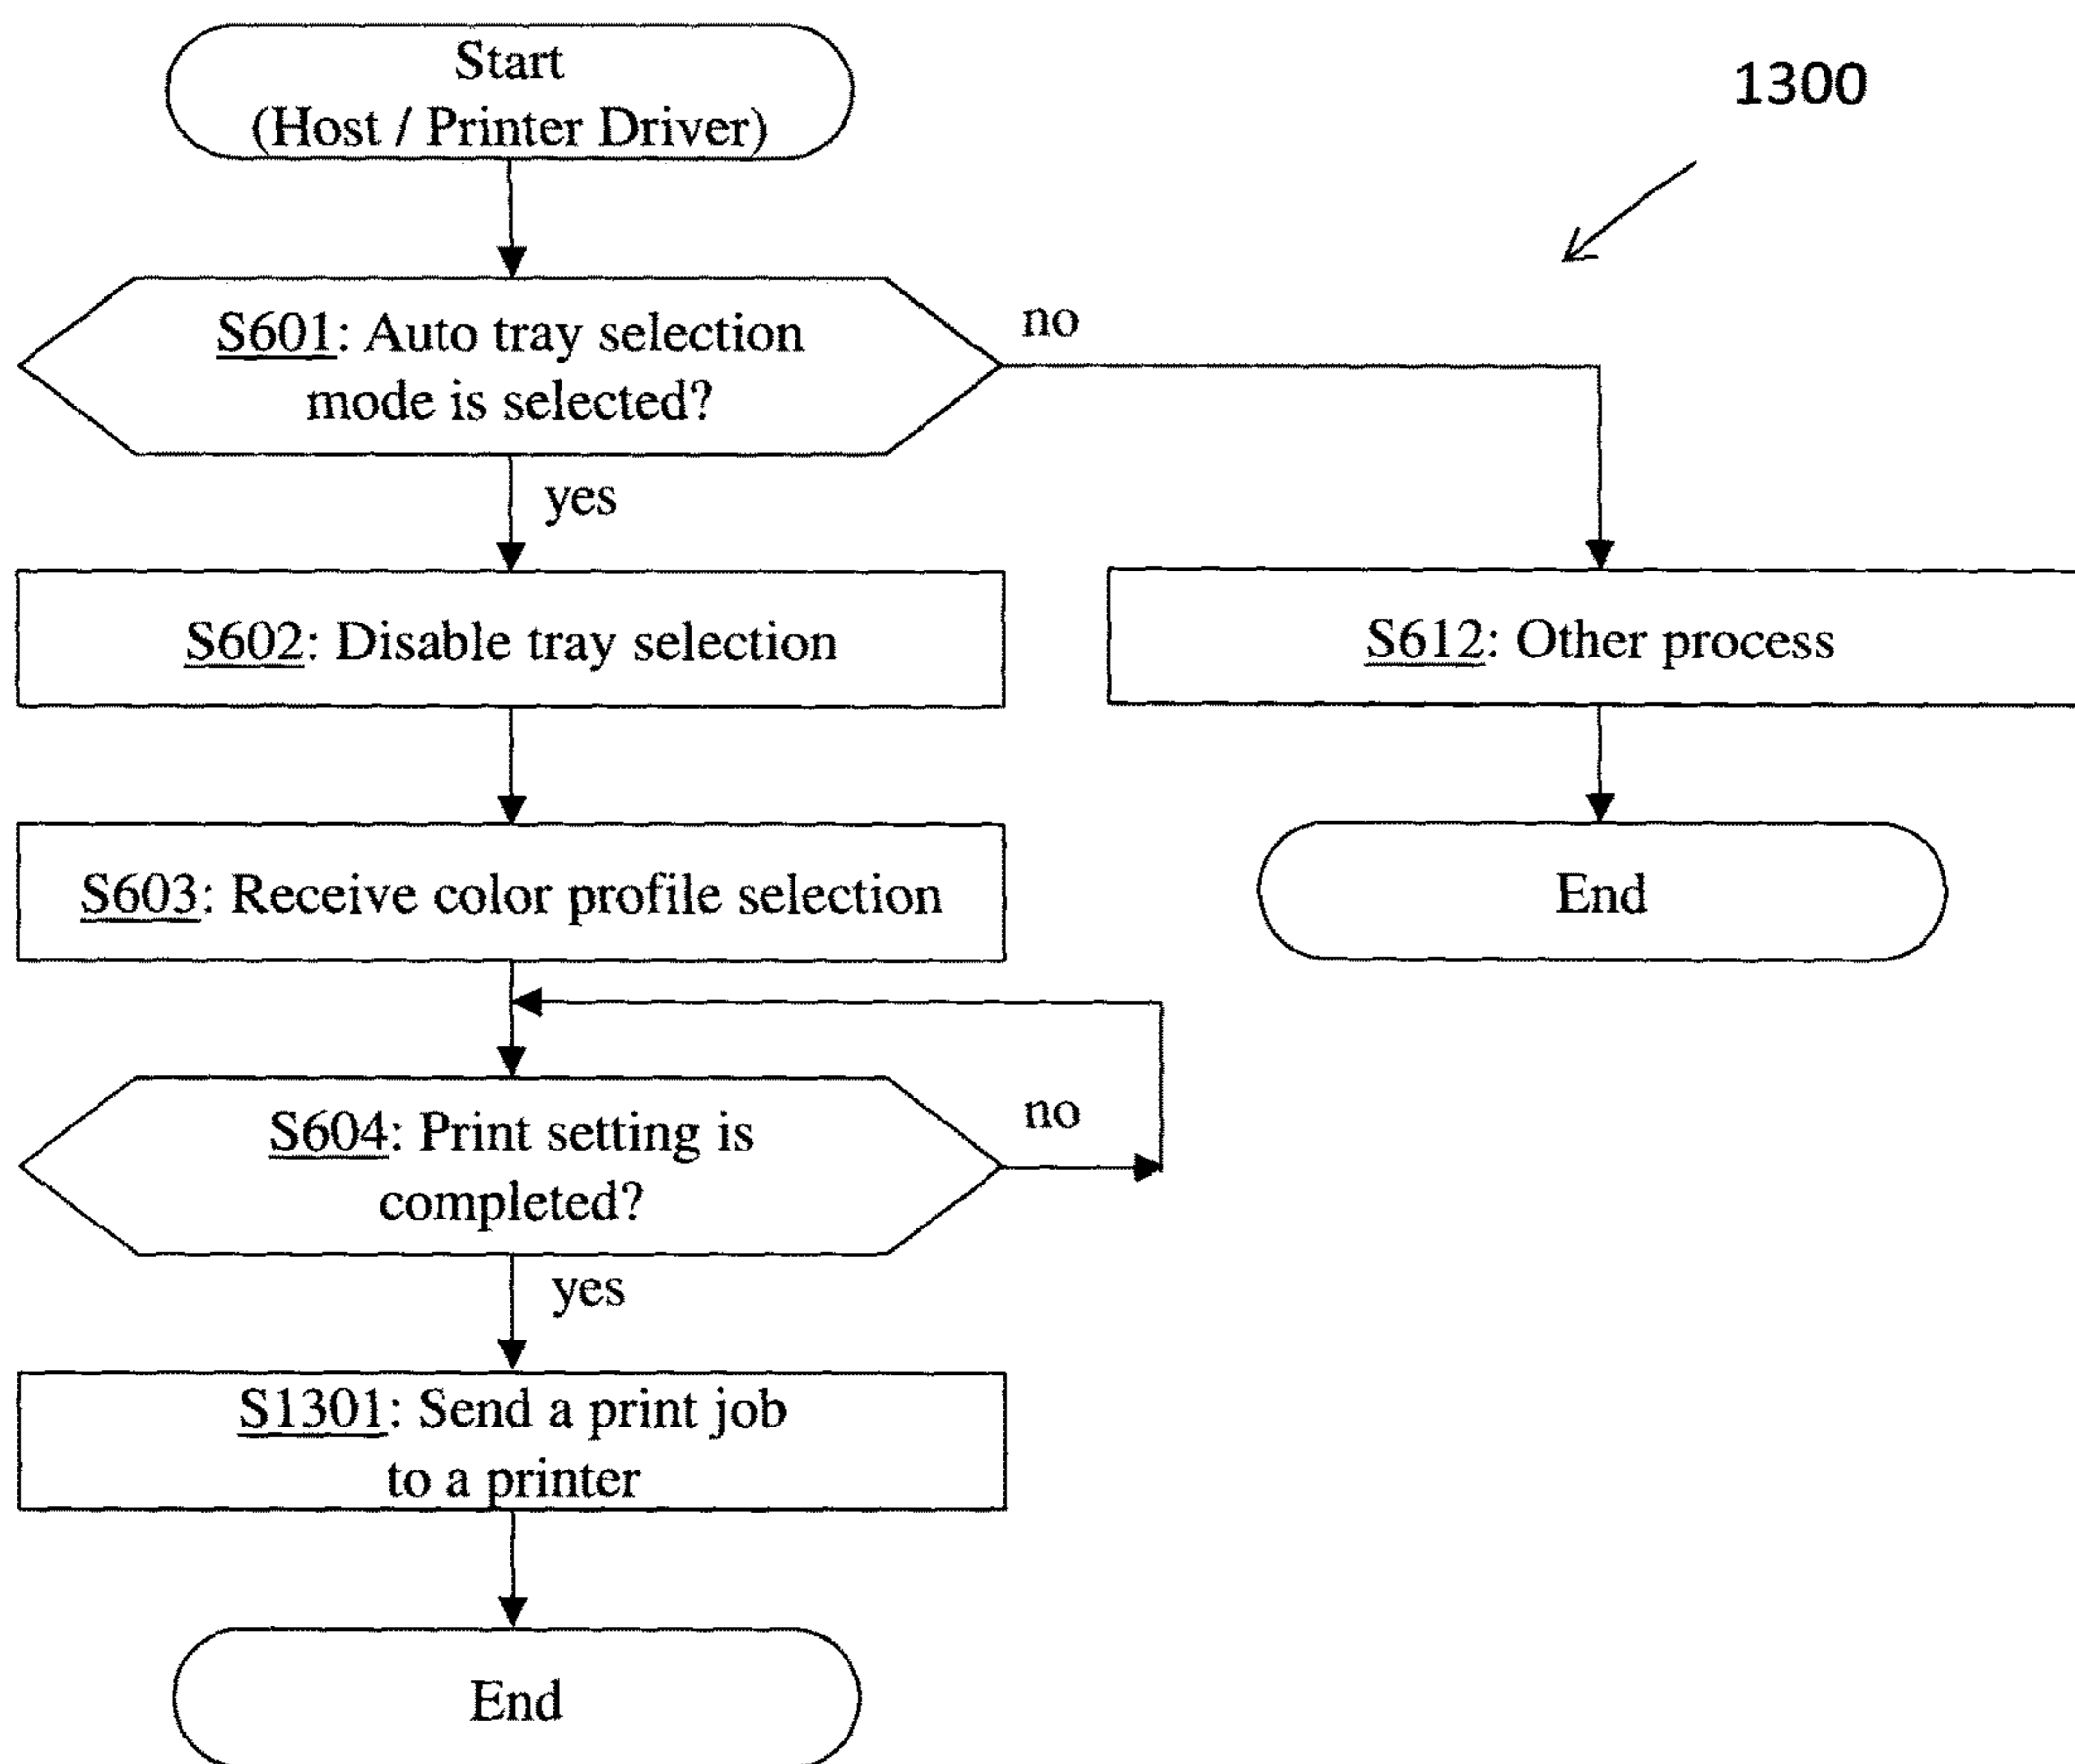 Start
(Host / Printer Driver)
1300
S601: Auto tray selection
mode is selected?
no
yes
S602: Disable tray selection
S612: Other process
S603: Receive color profile selection
End
S604: Print setting is
completed?
no
yes
S1301: Send a print job
to a printer
End